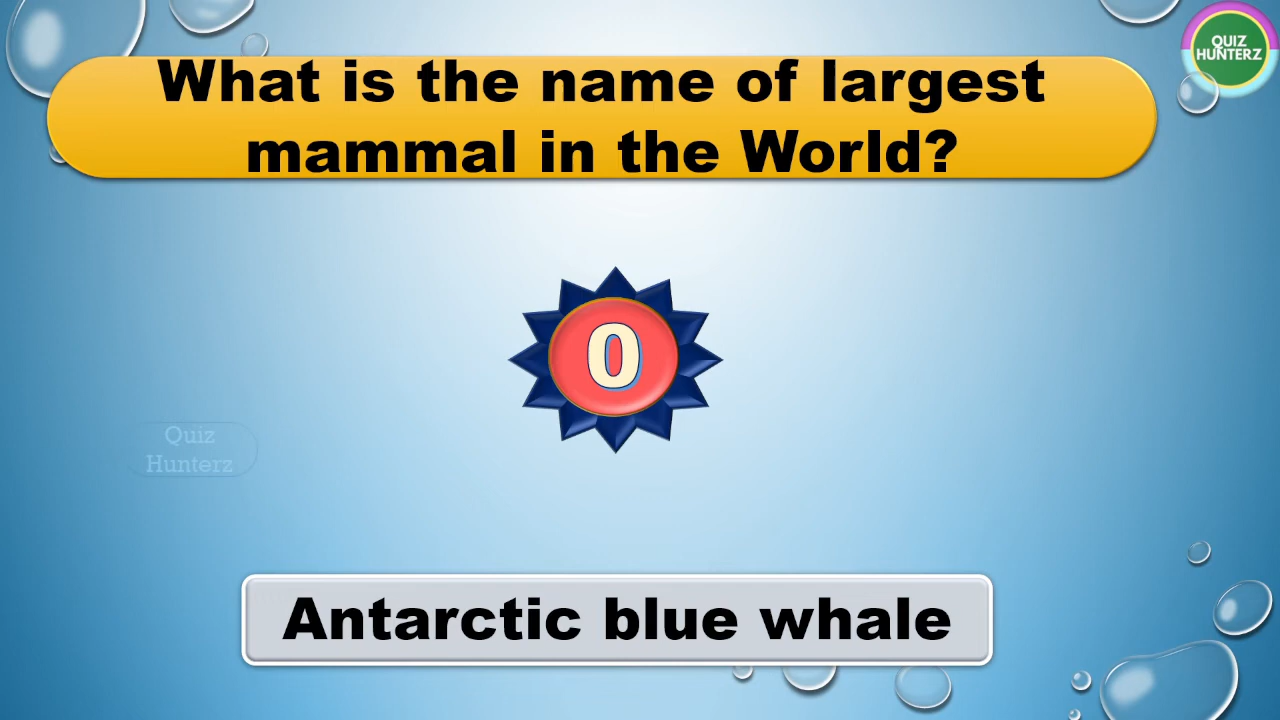 QUIZ
HUNTERZ
What is the name of largest
mammal in the World?
0
Quiz
Hunterz
Antarctic blue whale